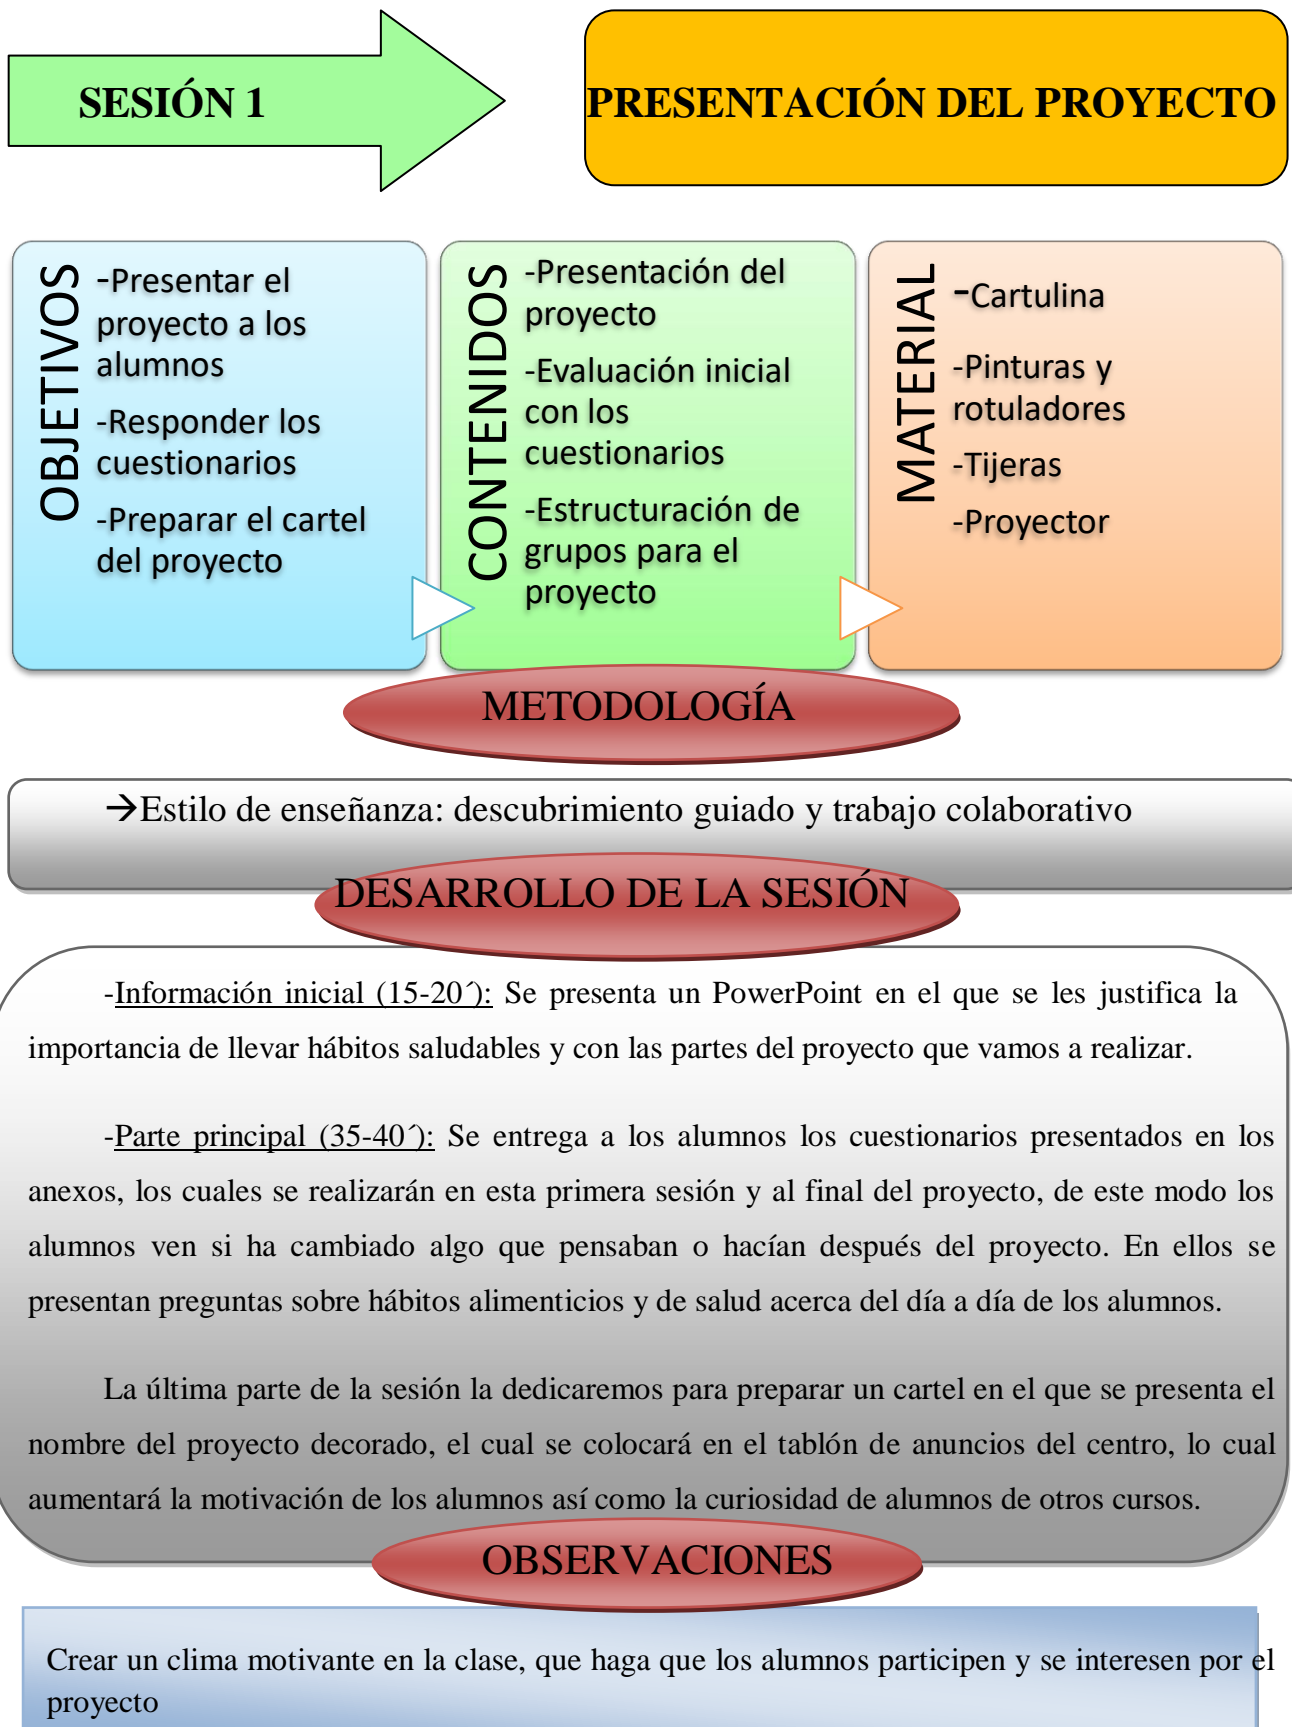 SESIÓN 1
PRESENTACIÓN DEL PROYECTO
OBJETIVOS
-Presentar el
proyecto a los
alumnos
-Responder los
cuestionarios
-Preparar el cartel
del proyecto
CONTENIDOS
-Presentación del
proyecto
-Evaluación inicial
con los
cuestionarios
-Estructuración de
grupos para el
proyecto
MATERIAL
-Cartulina
-Pinturas y
rotuladores
-Tijeras
-Proyector
METODOLOGÍA
→Estilo de enseñanza: descubrimiento guiado y trabajo colaborativo
DESARROLLO DE LA SESIÓN
-Información inicial (15-20´): Se presenta un PowerPoint en el que se les justifica la
importancia de llevar hábitos saludables y con las partes del proyecto que vamos a realizar.
-Parte principal (35-40´): Se entrega a los alumnos los cuestionarios presentados en los
anexos, los cuales se realizarán en esta primera sesión y al final del proyecto, de este modo los
alumnos ven si ha cambiado algo que pensaban o hacían después del proyecto. En ellos se
presentan preguntas sobre hábitos alimenticios y de salud acerca del día a día de los alumnos.
La última parte de la sesión la dedicaremos para preparar un cartel en el que se presenta el
nombre del proyecto decorado, el cual se colocará en el tablón de anuncios del centro, lo cual
aumentará la motivación de los alumnos así como la curiosidad de alumnos de otros cursos.
OBSERVACIONES
Crear un clima motivante en la clase, que haga que los alumnos participen y se interesen por el
proyecto